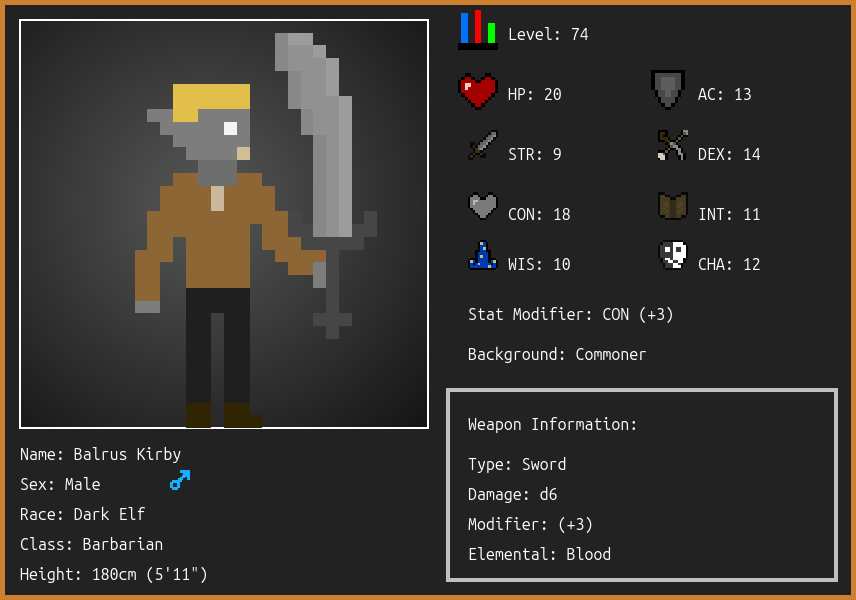 Level: 74
HP: 20
AC: 13
STR: 9
DEX: 14
CON: 18
INT: 11
WIS: 10
CHA: 12
Stat Modifier: CON (+3)
Background: Commoner
Weapon Information:
Type: Sword
Damage: d6
Modifier: (+3)
Elemental: Blood
Name: Balrus Kirby
Sex: Male
Race: Dark Elf
Class: Barbarian
Height: 180cm (5'11")